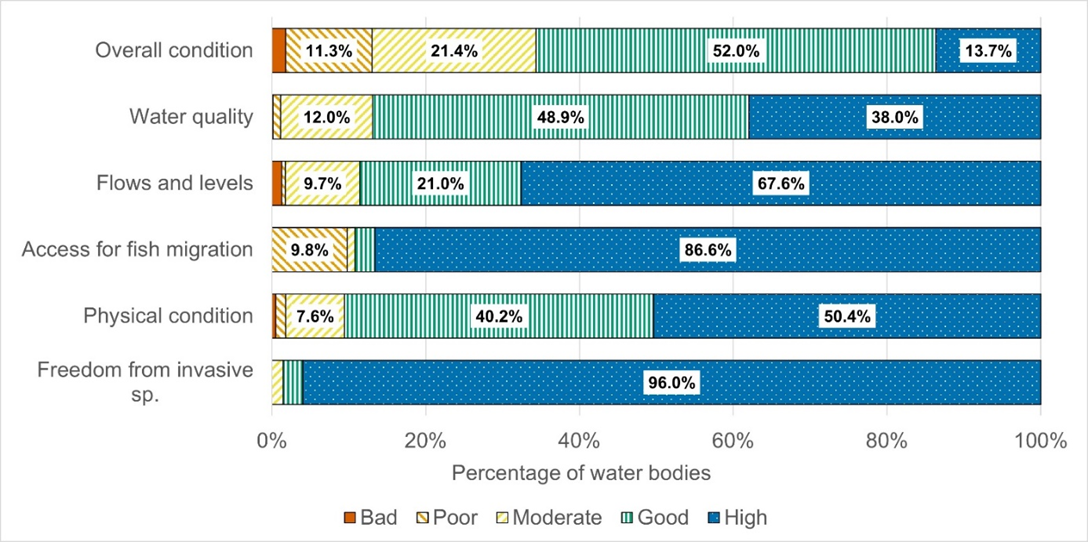 Overall condition
11.3%
21.4%
52.0%
13.7%
Water quality
12.0%
48.9%
38.0%
Flows and levels
9.7%
21.0%
67.6%
Access for fish migration
9.8%
86.6%
Physical condition
7.6%
40.2%
50.4%
Freedom from invasive
sp.
96.0%
0%
20%
40%
60%
80%
100%
Percentage of water bodies
Bad
Poor
Moderate
Good
High